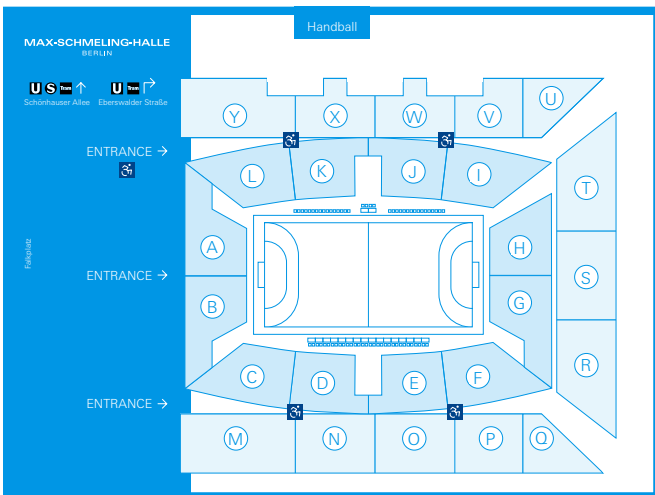 Handball
MAX-SCHMELING-HALLE
BERLIN
U S Tram
U Tram
Schönhauser Allee
Eberswalder Straße
ENTRANCE
ENTRANCE
ENTRANCE
Falkplatz
Y
X
W
V
U
L
K
J
I
T
A
H
S
B
G
R
C
D
E
F
M
N
O
P
Q